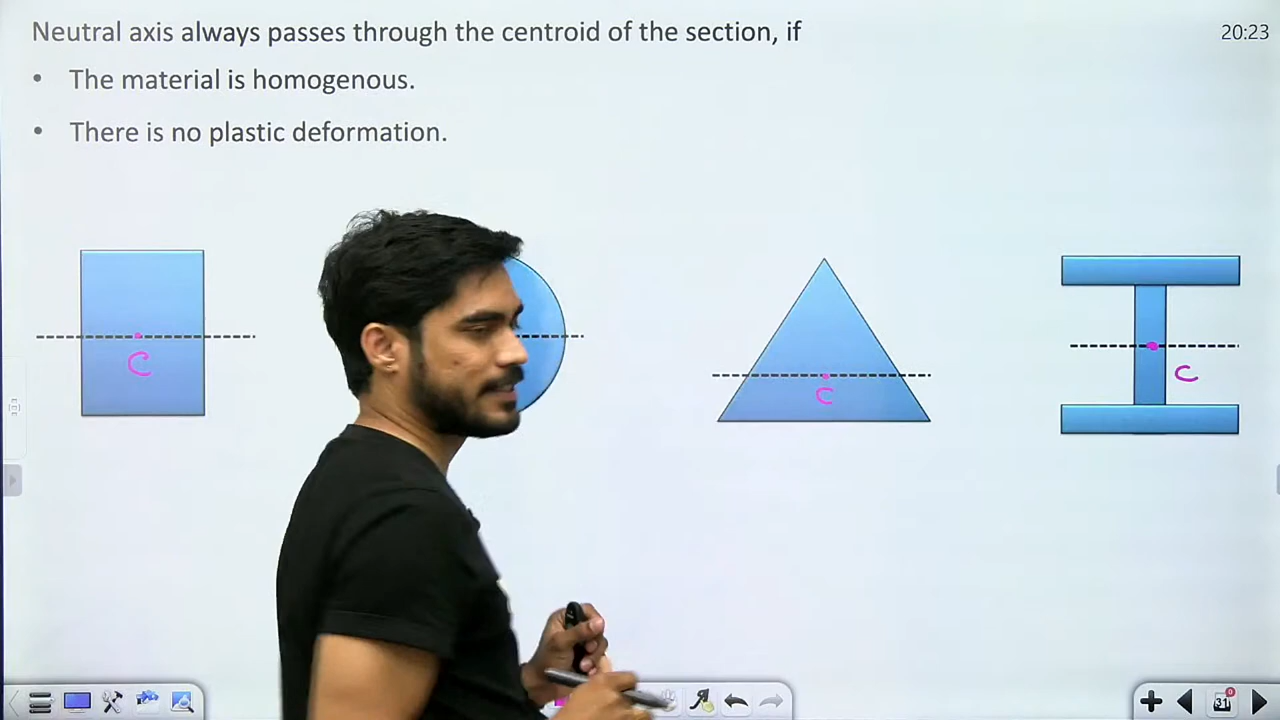 Neutral axis always passes through the centroid of the section, if
20:23
• The material is homogenous.
• There is no plastic deformation.
C
C
C
31